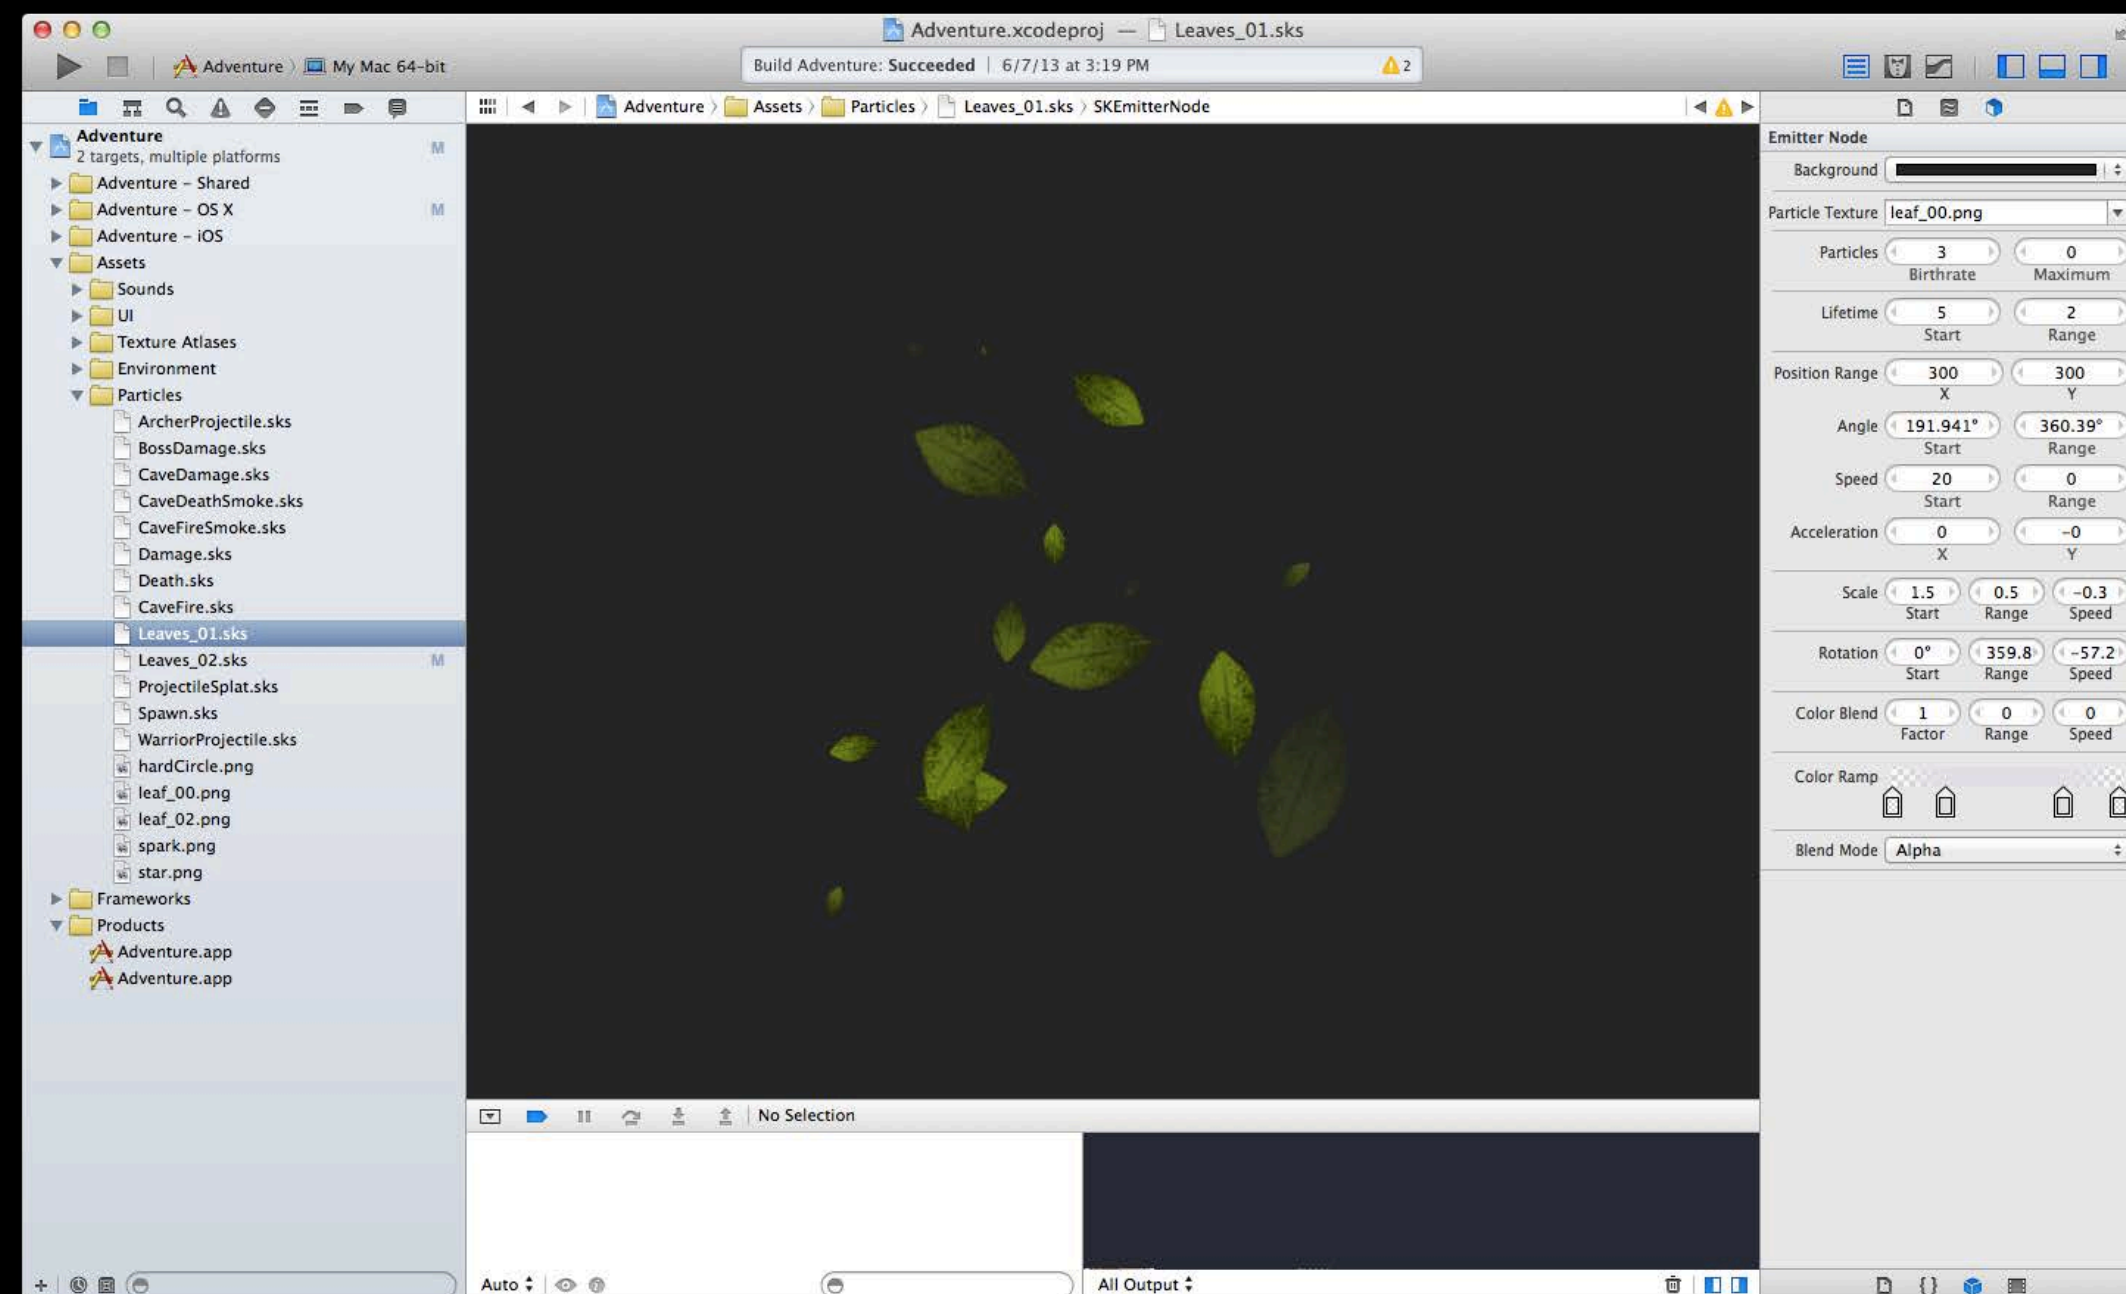 Adventure.xcodeproj — Leaves_01.sks
Adventure My Mac 64-bit
Build Adventure: Succeeded | 6/7/13 at 3:19 PM
2
Adventure Assets Particles Leaves_01.sks SKEmitterNode
Adventure
2 targets, multiple platforms
M
Adventure – Shared
Adventure – OS X M
Adventure – iOS
Assets
Sounds
UI
Texture Atlases
Environment
Particles
ArcherProjectile.sks
BossDamage.sks
CaveDamage.sks
CaveDeathSmoke.sks
CaveFireSmoke.sks
Damage.sks
Death.sks
CaveFire.sks
Leaves_01.sks
Leaves_02.sks M
ProjectileSplat.sks
Spawn.sks
WarriorProjectile.sks
hardCircle.png
leaf_00.png
leaf_02.png
spark.png
star.png
Frameworks
Products
Adventure.app
Adventure.app
No Selection
Auto
All Output
Emitter Node
Background
Particle Texture leaf_00.png
Particles 3 0
Birthrate Maximum
Lifetime 5 2
Start Range
Position Range 300 300
X Y
Angle 191.941° 360.39°
Start Range
Speed 20 0
Start Range
Acceleration 0 -0
X Y
Scale 1.5 0.5 -0.3
Start Range Speed
Rotation 0° 359.8 -57.2
Start Range Speed
Color Blend 1 0 0
Factor Range Speed
Color Ramp
Blend Mode Alpha
{}